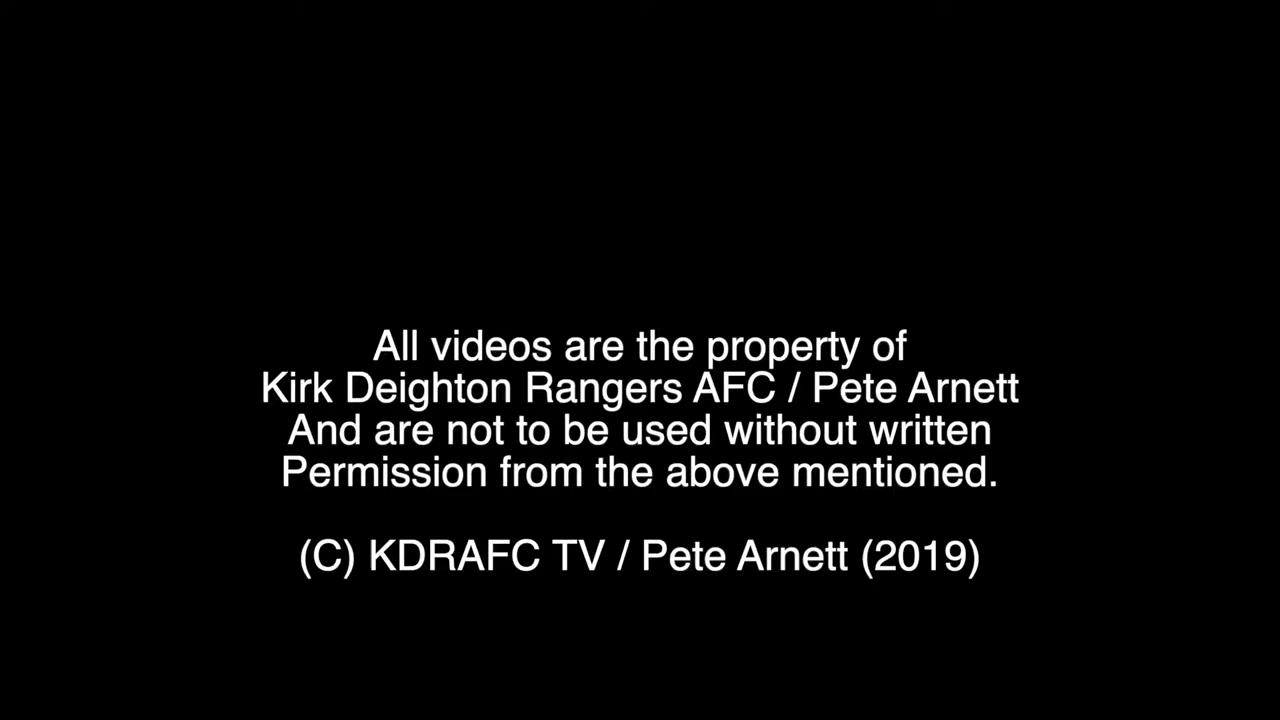 All videos are the property of
Kirk Deighton Rangers AFC / Pete Arnett
And are not to be used without written
Permission from the above mentioned.
(C) KDRAFC TV / Pete Arnett (2019)